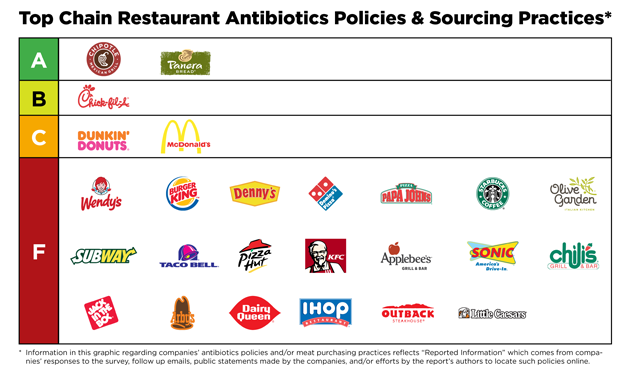 Top Chain Restaurant Antibiotics Policies & Sourcing Practices*
A
CHIPOTLE
MEXICAN GRILL
Panera
BREAD®
B
Chick-fil-A
C
DUNKIN'
DONUTS
McDonald's
F
Wendy's
BURGER
KING
Denny's
Domino's
Pizza
PIZZA
PAPA JOHNS
STARBUCKS
COFFEE
Olive
Garden
ITALIAN KITCHEN
SUBWAY
TACO BELL
Pizza
Hut
KFC
Applebee's
GRILL & BAR
SONIC
America's
Drive-In
chili's
GRILL & BAR
JACK
IN THE
BOX
Arby's
Dairy
Queen
IHOP
RESTAURANT
OUTBACK
STEAKHOUSE
Little Caesars
* Information in this graphic regarding companies' antibiotics policies and/or meat purchasing practices reflects “Reported Information” which comes from compa-
nies' responses to the survey, follow up emails, public statements made by the companies, and/or efforts by the report's authors to locate such policies online.